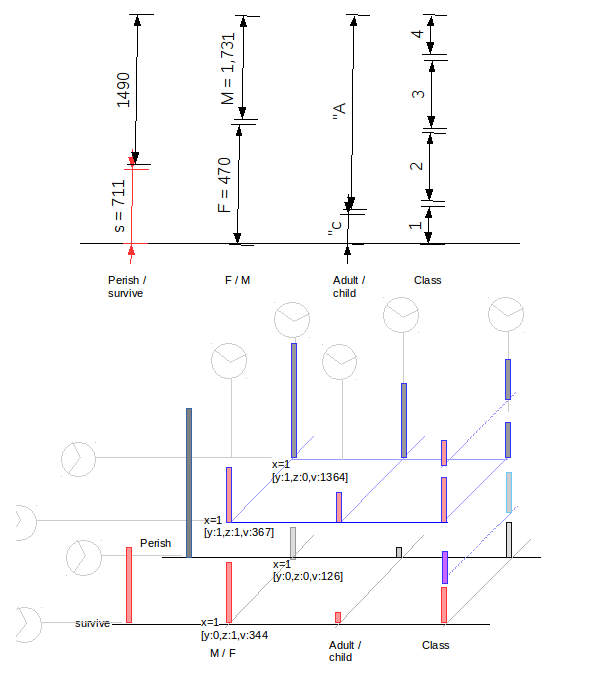 1490
s = 711
M = 1,731
F = 470
"A
"c
4
3
2
1
Perish /
survive
F / M
Adult /
child
Class
x=1
[y:1,z:0,v:1364]
x=1
[y:1,z:1,v:367]
Perish
x=1
[y:0,z:0,v:126]
survive
x=1
[y:0,z:1,v:344
M / F
Adult /
child
Class